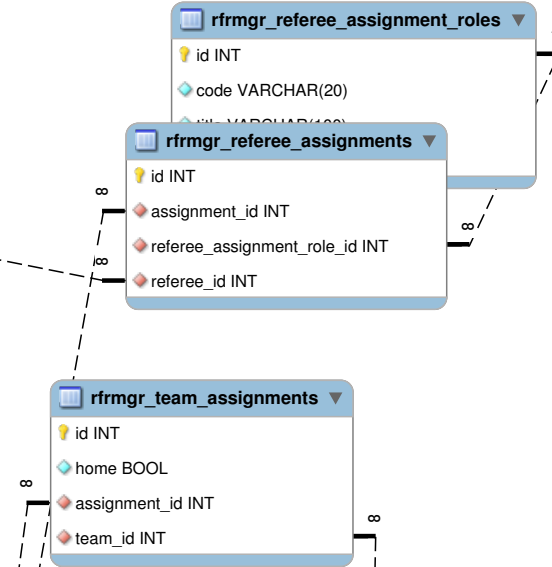 rfrmgr_referee_assignment_roles
id INT
code VARCHAR(20)
rfrmgr_referee_assignments
id INT
∞
assignment_id INT
referee_assignment_role_id INT
∞
∞
referee_id INT
rfrmgr_team_assignments
id INT
home BOOL
∞
assignment_id INT
∞
team_id INT